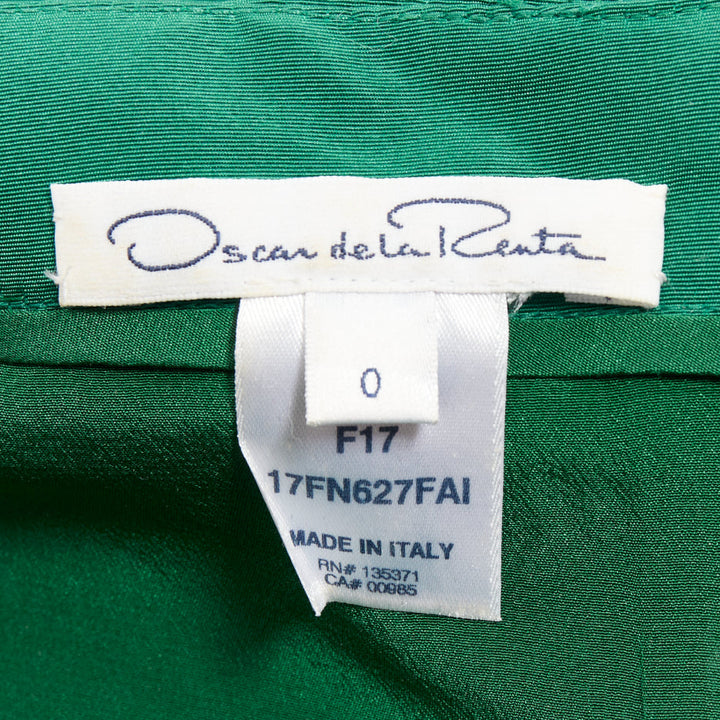 Oscar de la Renta
0
F17
17FN627FAI
MADE IN ITALY
RN# 135371
CA# 00985